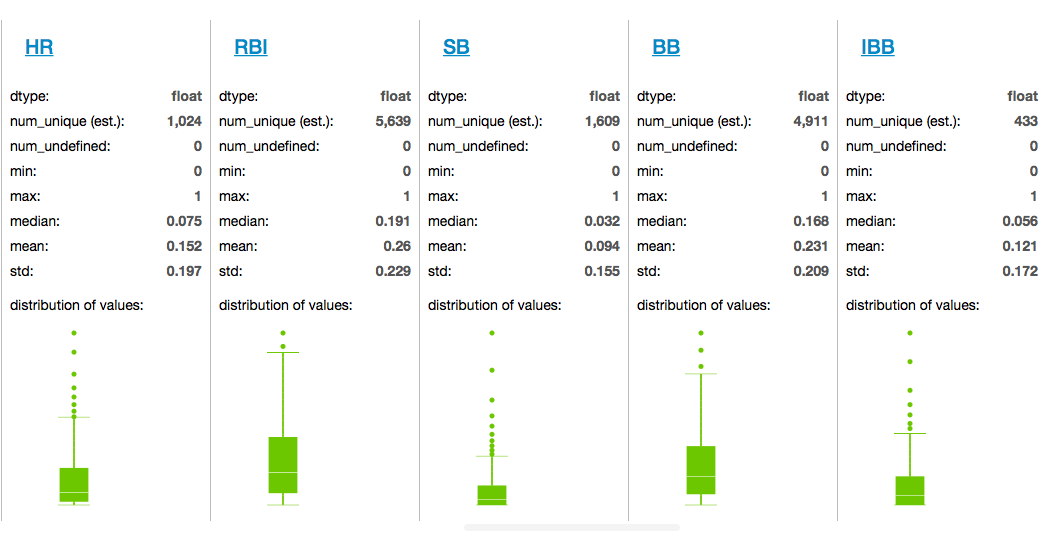 HR RBI SB BB IBB
dtype: float dtype: float dtype: float dtype: float dtype: float
num_unique (est.): 1,024 num_unique (est.): 5,639 num_unique (est.): 1,609 num_unique (est.): 4,911 num_unique (est.): 433
num_undefined: 0 num_undefined: 0 num_undefined: 0 num_undefined: 0 num_undefined: 0
min: 0 min: 0 min: 0 min: 0 min: 0
max: 1 max: 1 max: 1 max: 1 max: 1
median: 0.075 median: 0.191 median: 0.032 median: 0.168 median: 0.056
mean: 0.152 mean: 0.26 mean: 0.094 mean: 0.231 mean: 0.121
std: 0.197 std: 0.229 std: 0.155 std: 0.209 std: 0.172
distribution of values: distribution of values: distribution of values: distribution of values: distribution of values: